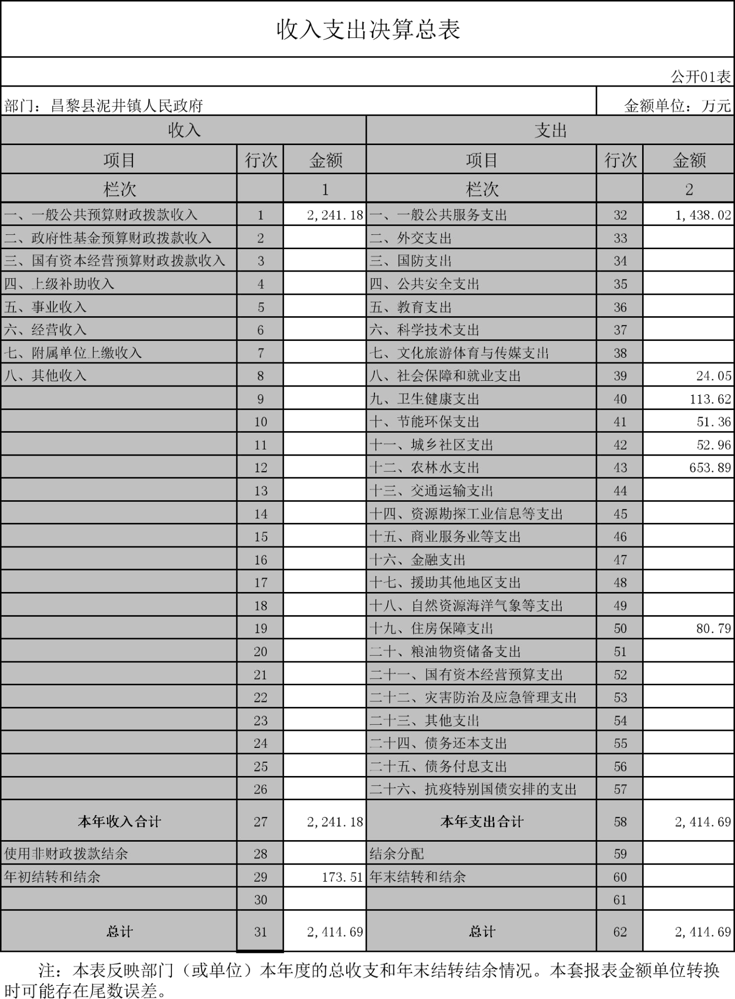 收入支出决算总表
公开01表
部门：昌黎县泥井镇人民政府 金额单位：万元
收入 支出
项目 行次 金额 项目 行次 金额
栏次 1 栏次 2
一、一般公共预算财政拨款收入 1 2,241.18 一、一般公共服务支出 32 1,438.02
二、政府性基金预算财政拨款收入 2 二、外交支出 33
三、国有资本经营预算财政拨款收入 3 三、国防支出 34
四、上级补助收入 4 四、公共安全支出 35
五、事业收入 5 五、教育支出 36
六、经营收入 6 六、科学技术支出 37
七、附属单位上缴收入 7 七、文化旅游体育与传媒支出 38
八、其他收入 8 八、社会保障和就业支出 39 24.05
9 九、卫生健康支出 40 113.62
10 十、节能环保支出 41 51.36
11 十一、城乡社区支出 42 52.96
12 十二、农林水支出 43 653.89
13 十三、交通运输支出 44
14 十四、资源勘探工业信息等支出 45
15 十五、商业服务业等支出 46
16 十六、金融支出 47
17 十七、援助其他地区支出 48
18 十八、自然资源海洋气象等支出 49
19 十九、住房保障支出 50 80.79
20 二十、粮油物资储备支出 51
21 二十一、国有资本经营预算支出 52
22 二十二、灾害防治及应急管理支出 53
23 二十三、其他支出 54
24 二十四、债务还本支出 55
25 二十五、债务付息支出 56
26 二十六、抗疫特别国债安排的支出 57
本年收入合计 27 2,241.18 本年支出合计 58 2,414.69
使用非财政拨款结余 28 结余分配 59
年初结转和结余 29 173.51 年末结转和结余 60
30 61
总计 31 2,414.69 总计 62 2,414.69
注：本表反映部门（或单位）本年度的总收支和年末结转结余情况。本套报表金额单位转换
时可能存在尾数误差。